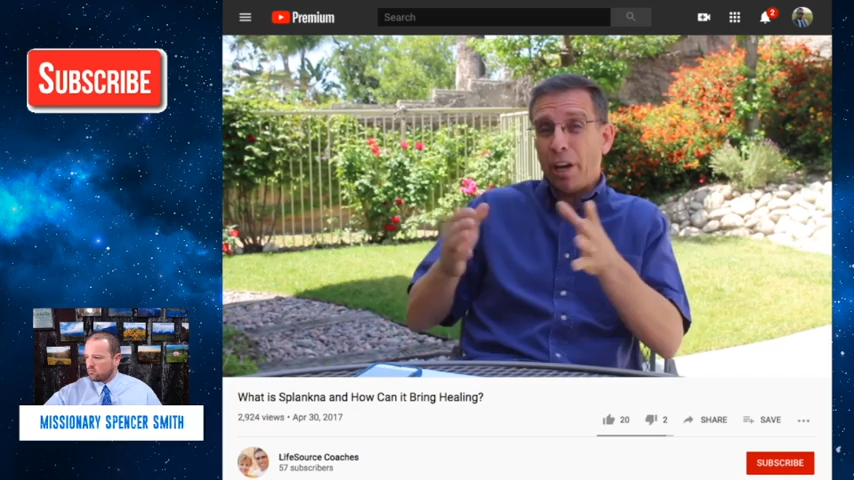 Premium
Search
2
SUBSCRIBE
What is Splankna and How Can it Bring Healing?
2,924 views • Apr 30, 2017
20
2
SHARE
SAVE
MISSIONARY SPENCER SMITH
LifeSource Coaches
57 subscribers
SUBSCRIBE